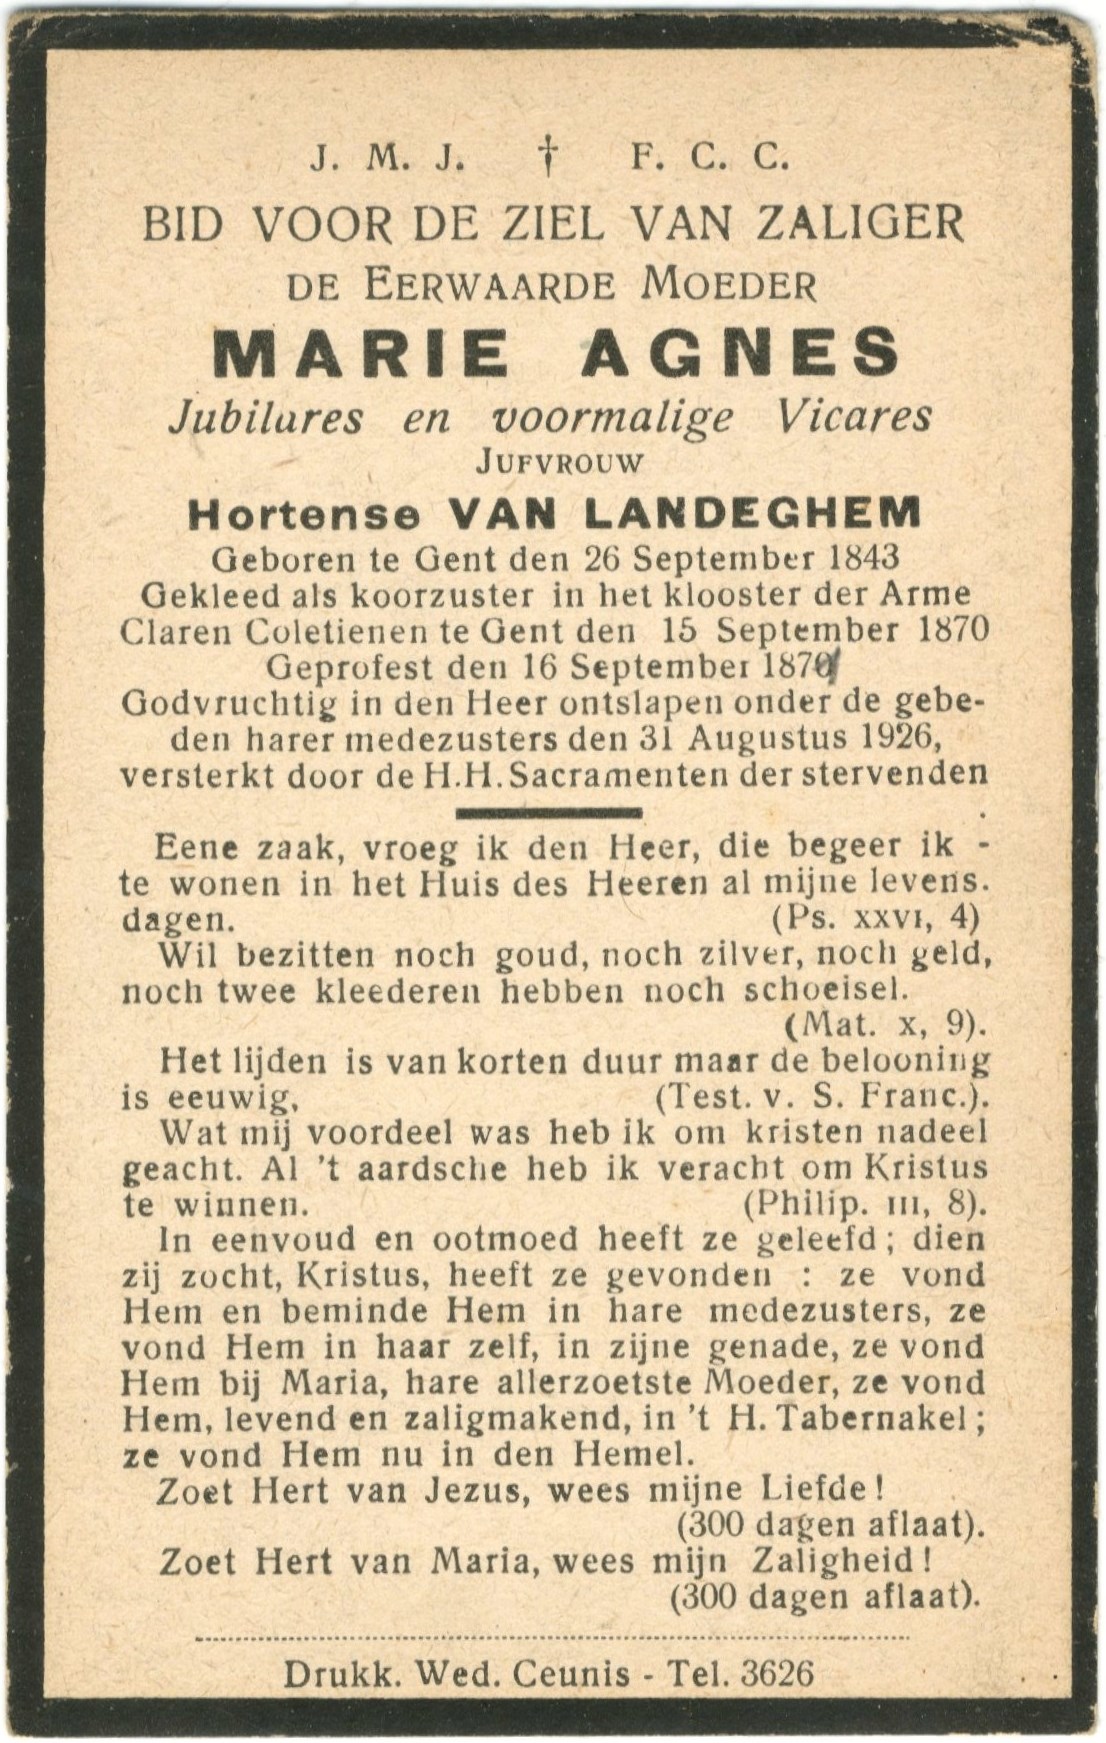 J. M. J. † F. C. C.
BID VOOR DE ZIEL VAN ZALIGER
DE EERWAARDE MOEDER
MARIE AGNES
Jubilares en voormalige Vicares
JUFVROUW
Hortense VAN LANDEGHEM
Geboren te Gent den 26 September 1843
Gekleed als koorzuster in het klooster der Arme
Claren Coletienen te Gent den 15 September 1870
Geprofest den 16 September 1871
Godvruchtig in den Heer ontslapen onder de gebe-
den harer medezusters den 31 Augustus 1926,
versterkt door de H.H. Sacramenten der stervenden
Eene zaak, vroeg ik den Heer, die begeer ik -
te wonen in het Huis des Heeren al mijne levens.
dagen. (Ps. XXVI, 4)
Wil bezitten noch goud, noch zilver, noch geld,
noch twee kleederen hebben noch schoeisel.
(Mat. X, 9).
Het lijden is van korten duur maar de belooning
is eeuwig, (Test. v. S. Franc.).
Wat mij voordeel was heb ik om kristen nadeel
geacht. Al 't aardsche heb ik veracht om Kristus
te winnen. (Philip. III, 8).
In eenvoud en ootmoed heeft ze geleefd; dien
zij zocht, Kristus, heeft ze gevonden : ze vond
Hem en beminde Hem in hare medezusters, ze
vond Hem in haar zelf, in zijne genade, ze vond
Hem bij Maria, hare allerzoetste Moeder, ze vond
Hem, levend en zaligmakend, in 't H. Tabernakel;
ze vond Hem nu in den Hemel.
Zoet Hert van Jezus, wees mijne Liefde!
(300 dagen aflaat).
Zoet Hert van Maria, wees mijn Zaligheid!
(300 dagen aflaat).
Drukk. Wed. Ceunis - Tel. 3626